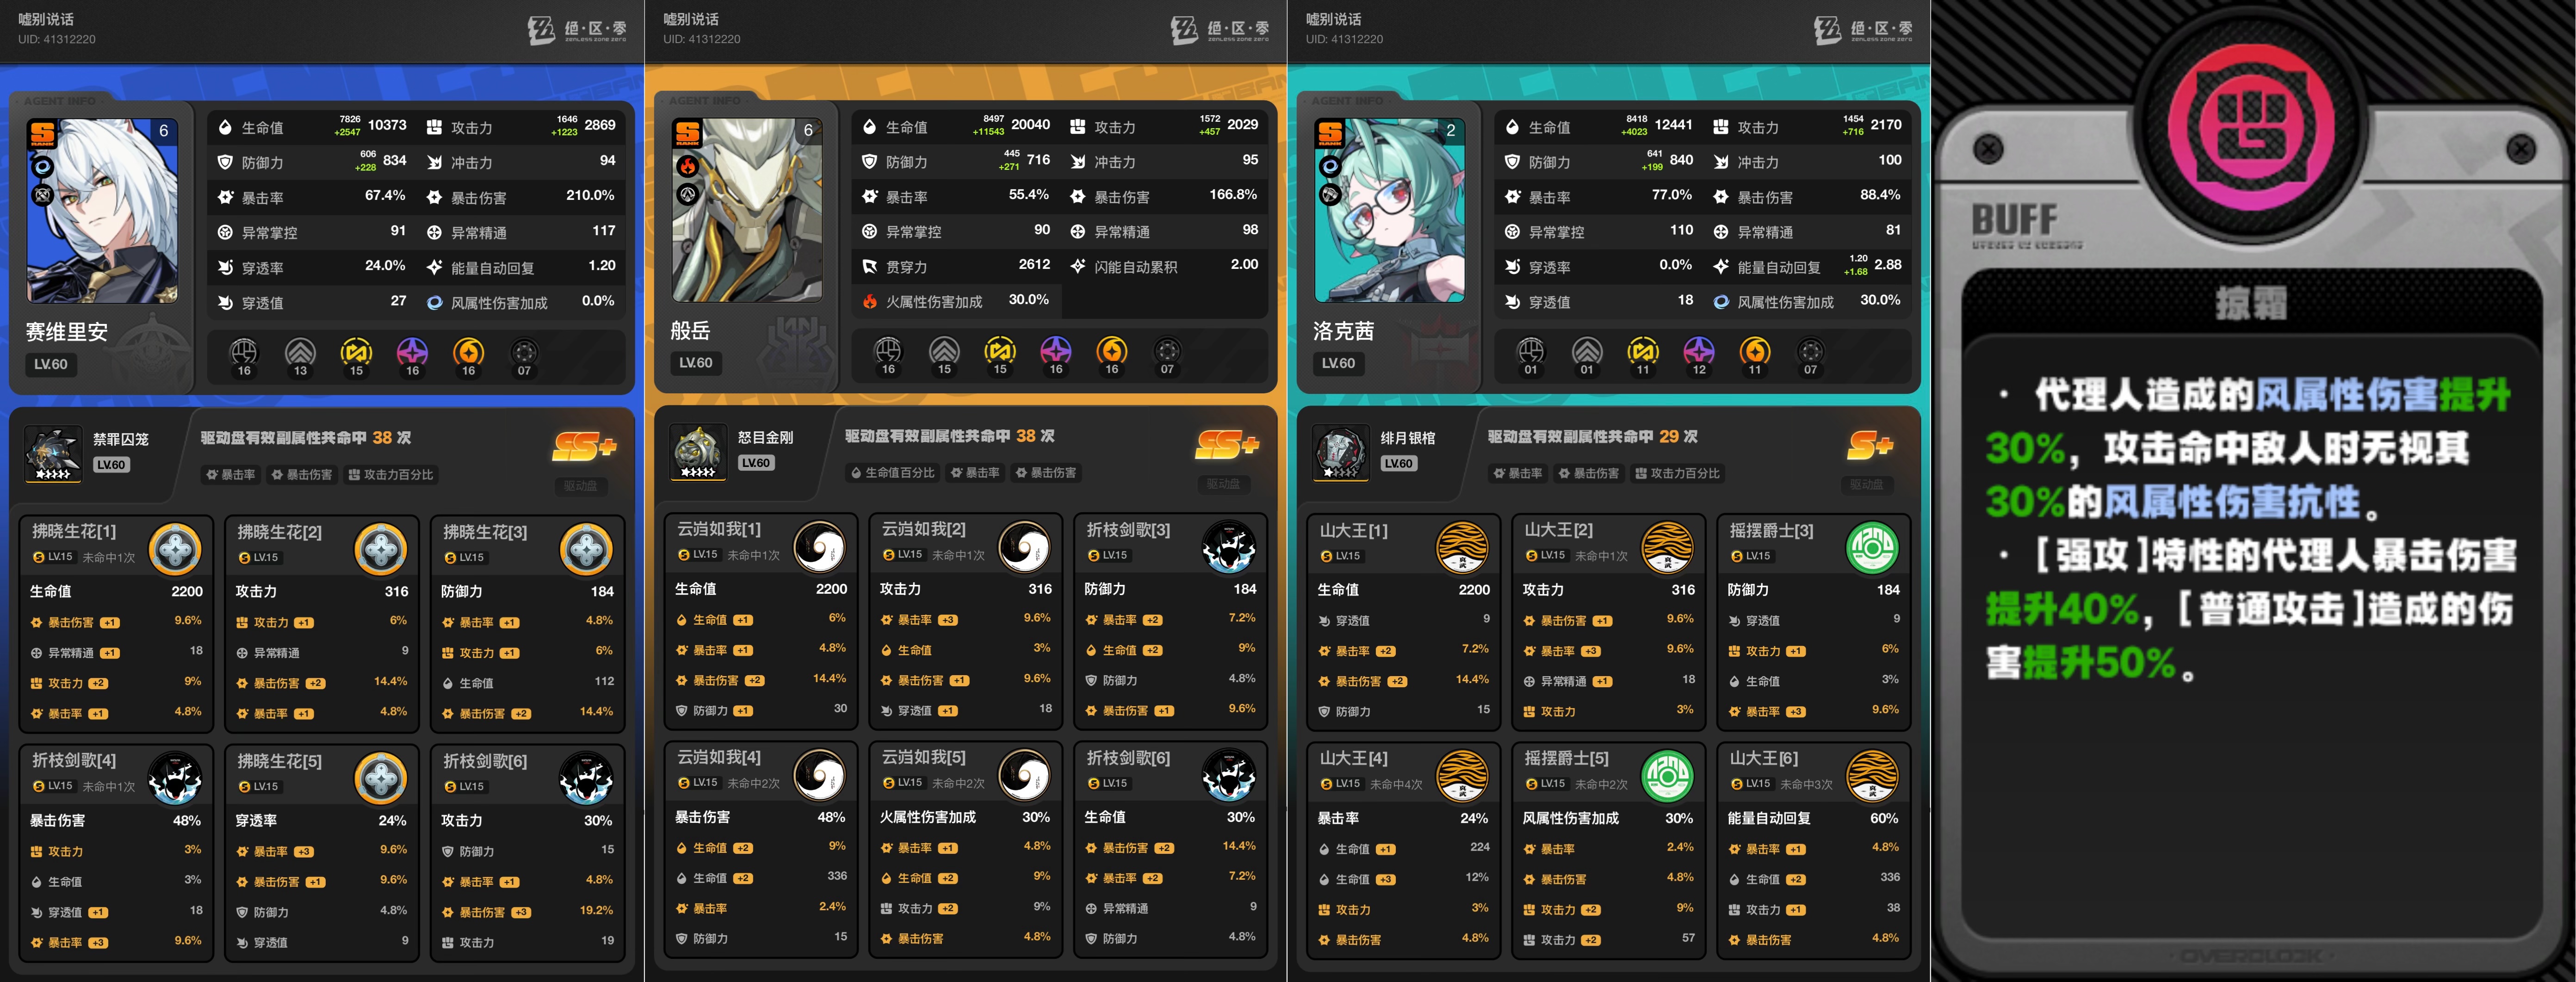 嘘别说话
UID: 41312220
绝·区·零
ZENLESS ZONE ZERO
AGENT INFO
S RANK
6
赛维里安
LV.60
生命值 7826 +2547 10373 攻击力 1646 +1223 2869
防御力 606 +228 834 冲击力 94
暴击率 67.4% 暴击伤害 210.0%
异常掌控 91 异常精通 117
穿透率 24.0% 能量自动回复 1.20
穿透值 27 风属性伤害加成 0.0%
16 13 15 16 16 07
禁罪囚笼
LV.60
驱动盘有效副属性共命中 38 次
暴击率 暴击伤害 攻击力百分比
SS+
驱动盘
拂晓生花[1]
S LV.15 未命中1次
生命值 2200
暴击伤害 +1 9.6%
异常精通 +1 18
攻击力 +2 9%
暴击率 +1 4.8%
拂晓生花[2]
S LV.15
攻击力 316
攻击力 +1 6%
异常精通 9
暴击伤害 +2 14.4%
暴击率 +1 4.8%
拂晓生花[3]
S LV.15
防御力 184
暴击率 +1 4.8%
攻击力 +1 6%
生命值 112
暴击伤害 +2 14.4%
折枝剑歌[4]
S LV.15 未命中1次
暴击伤害 48%
攻击力 3%
生命值 3%
穿透值 +1 18
暴击率 +3 9.6%
拂晓生花[5]
S LV.15
穿透率 24%
暴击率 +3 9.6%
暴击伤害 +1 9.6%
防御力 4.8%
穿透值 9
折枝剑歌[6]
S LV.15
攻击力 30%
防御力 15
暴击率 +1 4.8%
暴击伤害 +3 19.2%
攻击力 19
嘘别说话
UID: 41312220
绝·区·零
ZENLESS ZONE ZERO
AGENT INFO
S RANK
6
般岳
LV.60
生命值 8497 +11543 20040 攻击力 1572 +457 2029
防御力 445 +271 716 冲击力 95
暴击率 55.4% 暴击伤害 166.8%
异常掌控 90 异常精通 98
贯穿力 2612 闪能自动累积 2.00
火属性伤害加成 30.0%
16 15 15 16 16 07
怒目金刚
LV.60
驱动盘有效副属性共命中 38 次
生命值百分比 暴击率 暴击伤害
SS+
驱动盘
云岿如我[1]
S LV.15 未命中1次
生命值 2200
生命值 +1 6%
暴击率 +1 4.8%
暴击伤害 +2 14.4%
防御力 +1 30
云岿如我[2]
S LV.15 未命中1次
攻击力 316
暴击率 +3 9.6%
生命值 3%
暴击伤害 +1 9.6%
穿透值 +1 18
折枝剑歌[3]
S LV.15
防御力 184
暴击率 +2 7.2%
生命值 +2 9%
防御力 4.8%
暴击伤害 +1 9.6%
云岿如我[4]
S LV.15 未命中2次
暴击伤害 48%
生命值 +2 9%
生命值 +2 336
暴击率 2.4%
防御力 15
云岿如我[5]
S LV.15 未命中2次
火属性伤害加成 30%
暴击率 +1 4.8%
生命值 +2 9%
攻击力 +2 9%
暴击伤害 4.8%
折枝剑歌[6]
S LV.15
生命值 30%
暴击伤害 +2 14.4%
暴击率 +2 7.2%
异常精通 9
防御力 4.8%
嘘别说话
UID: 41312220
绝·区·零
ZENLESS ZONE ZERO
AGENT INFO
S RANK
2
洛克茜
LV.60
生命值 8418 +4023 12441 攻击力 1454 +716 2170
防御力 641 +199 840 冲击力 100
暴击率 77.0% 暴击伤害 88.4%
异常掌控 110 异常精通 81
穿透率 0.0% 能量自动回复 1.20 +1.68 2.88
穿透值 18 风属性伤害加成 30.0%
01 01 11 12 11 07
绯月银棺
LV.60
驱动盘有效副属性共命中 29 次
暴击率 暴击伤害 攻击力百分比
S+
驱动盘
山大王[1]
S LV.15
生命值 2200
穿透值 9
暴击率 +2 7.2%
暴击伤害 +2 14.4%
防御力 15
山大王[2]
S LV.15 未命中1次
攻击力 316
暴击伤害 +1 9.6%
暴击率 +3 9.6%
异常精通 +1 18
攻击力 3%
摇摆爵士[3]
S LV.15
防御力 184
穿透值 9
攻击力 +1 6%
生命值 3%
暴击率 +3 9.6%
山大王[4]
S LV.15 未命中4次
暴击率 24%
生命值 +1 224
生命值 +3 12%
攻击力 3%
暴击伤害 4.8%
摇摆爵士[5]
S LV.15 未命中2次
风属性伤害加成 30%
暴击率 2.4%
暴击伤害 4.8%
攻击力 +2 9%
攻击力 +2 57
山大王[6]
S LV.15 未命中3次
能量自动回复 60%
暴击率 +1 4.8%
生命值 +2 336
攻击力 +1 38
暴击伤害 4.8%
BUFF
掠霜
· 代理人造成的风属性伤害提升
30%，攻击命中敌人时无视其
30%的风属性伤害抗性。
· [强攻]特性的代理人暴击伤害
提升40%，[普通攻击]造成的伤
害提升50%。
OVERCLOCK